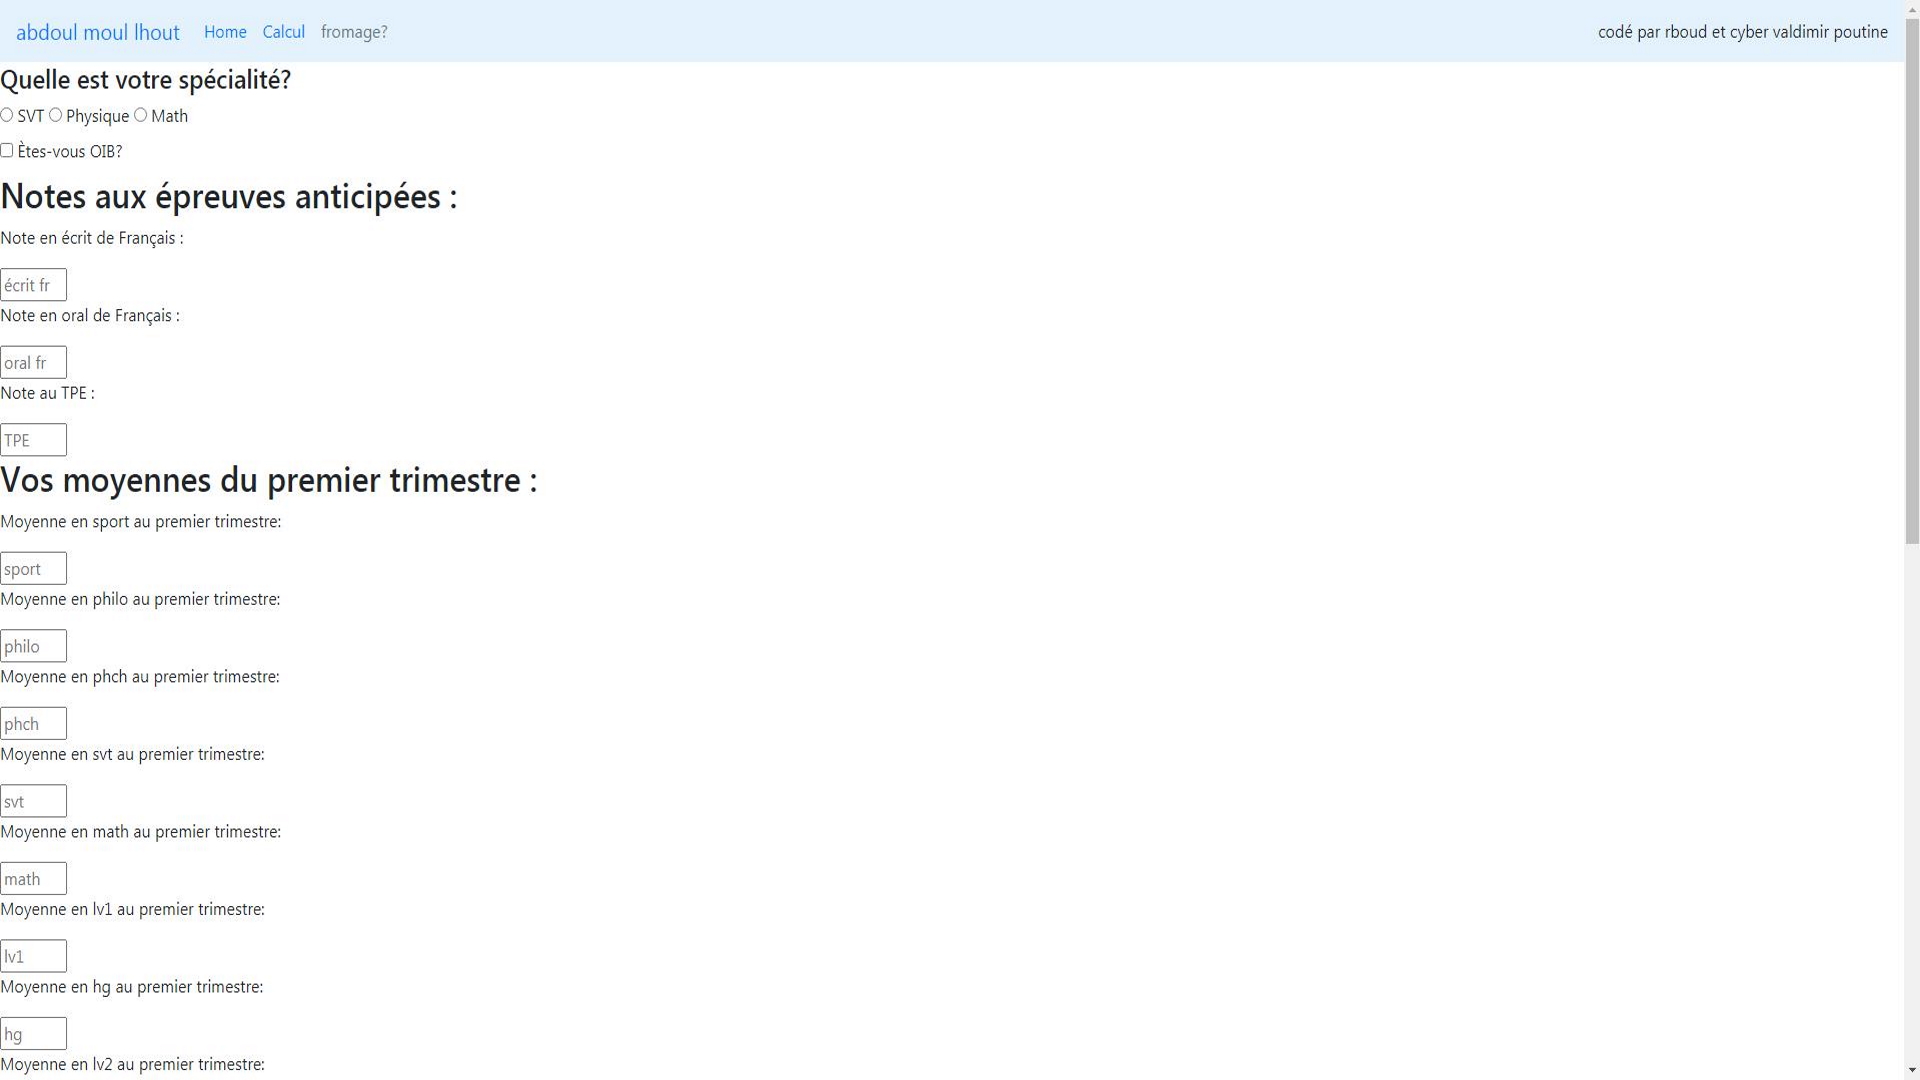 abdoul moul lhout Home Calcul fromage? codé par rboud et cyber valdimir poutine
Quelle est votre spécialité?
SVT Physique Math
Ètes-vous OIB?
Notes aux épreuves anticipées :
Note en écrit de Français :
écrit fr
Note en oral de Français :
oral fr
Note au TPE :
TPE
Vos moyennes du premier trimestre :
Moyenne en sport au premier trimestre:
sport
Moyenne en philo au premier trimestre:
philo
Moyenne en phch au premier trimestre:
phch
Moyenne en svt au premier trimestre:
svt
Moyenne en math au premier trimestre:
math
Moyenne en lv1 au premier trimestre:
lv1
Moyenne en hg au premier trimestre:
hg
Moyenne en lv2 au premier trimestre: